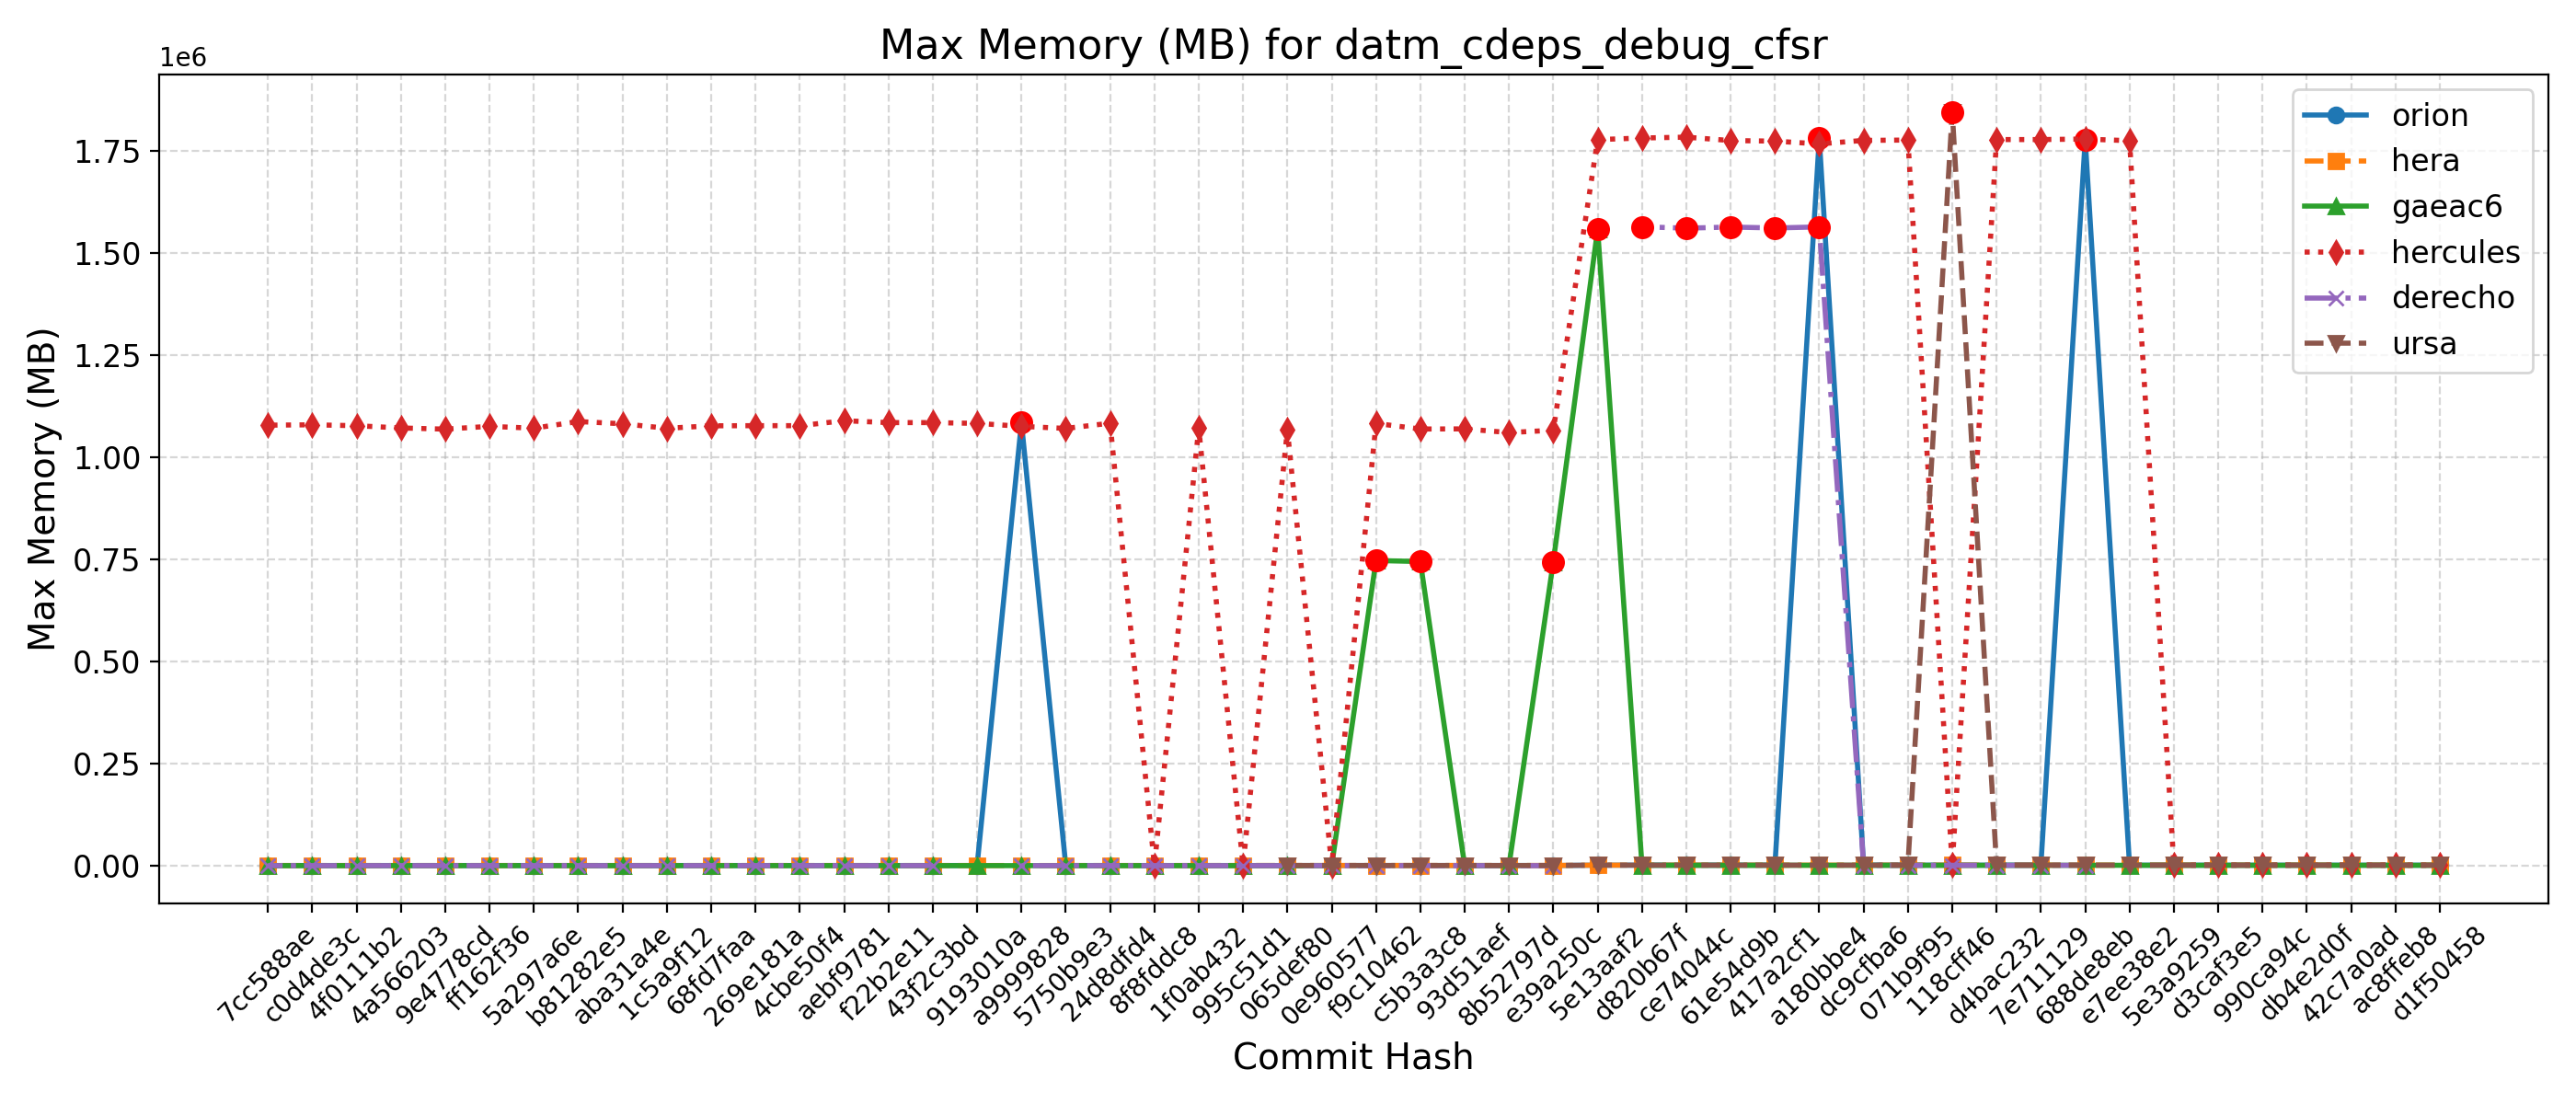 Max Memory (MB) for datm_cdeps_debug_cfsr
1e6
1.75
1.50
1.25
1.00
0.75
0.50
0.25
0.00
Max Memory (MB)
orion
hera
gaeac6
hercules
derecho
ursa
7cc588ae
c0d4de3c
4f0111b2
4a566203
9e4778cd
ff162f36
5a297a6e
b81282e5
aba31a4e
1c5a9f12
68fd7faa
269e181a
4cbe50f4
aebf9781
f22b2e11
43f2c3bd
9193010a
a9999828
5750b9e3
24d8dfd4
8f8fddc8
1f0ab432
995c51d1
065def80
0e960577
f9c10462
c5b3a3c8
93d51aef
8b52797d
e39a250c
5e13aaf2
d820b67f
ce74044c
61e54d9b
417a2cf1
a180bbe4
dc9cfba6
071b9f95
118cff46
d4bac232
7e711129
688de8eb
e7ee38e2
5e3a9259
d3caf3e5
990ca94c
db4e2d0f
42c7a0ad
ac8ffeb8
d1f50458
Commit Hash